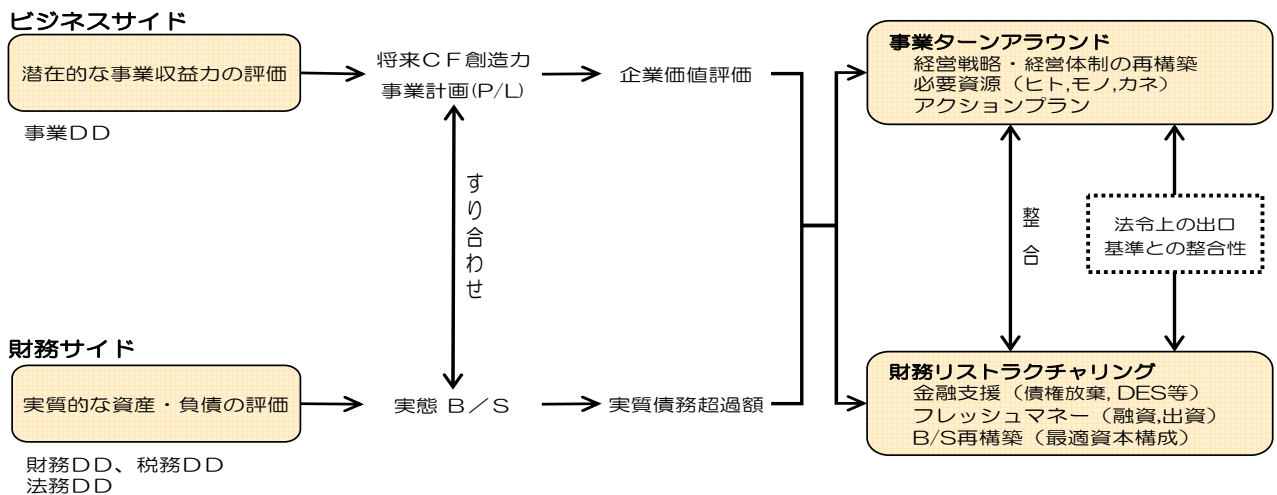 ビジネスサイド
潜在的な事業収益力の評価
事業ＤＤ
将来ＣＦ創造力
事業計画(P/L)
企業価値評価
事業ターンアラウンド
経営戦略・経営体制の再構築
必要資源（ヒト,モノ,カネ）
アクションプラン
すり合わせ
整合
法令上の出口
基準との整合性
財務サイド
実質的な資産・負債の評価
財務ＤＤ、税務ＤＤ
法務ＤＤ
実態 Ｂ／Ｓ
実質債務超過額
財務リストラクチャリング
金融支援（債権放棄, DES等）
フレッシュマネー（融資,出資）
B/S再構築（最適資本構成）